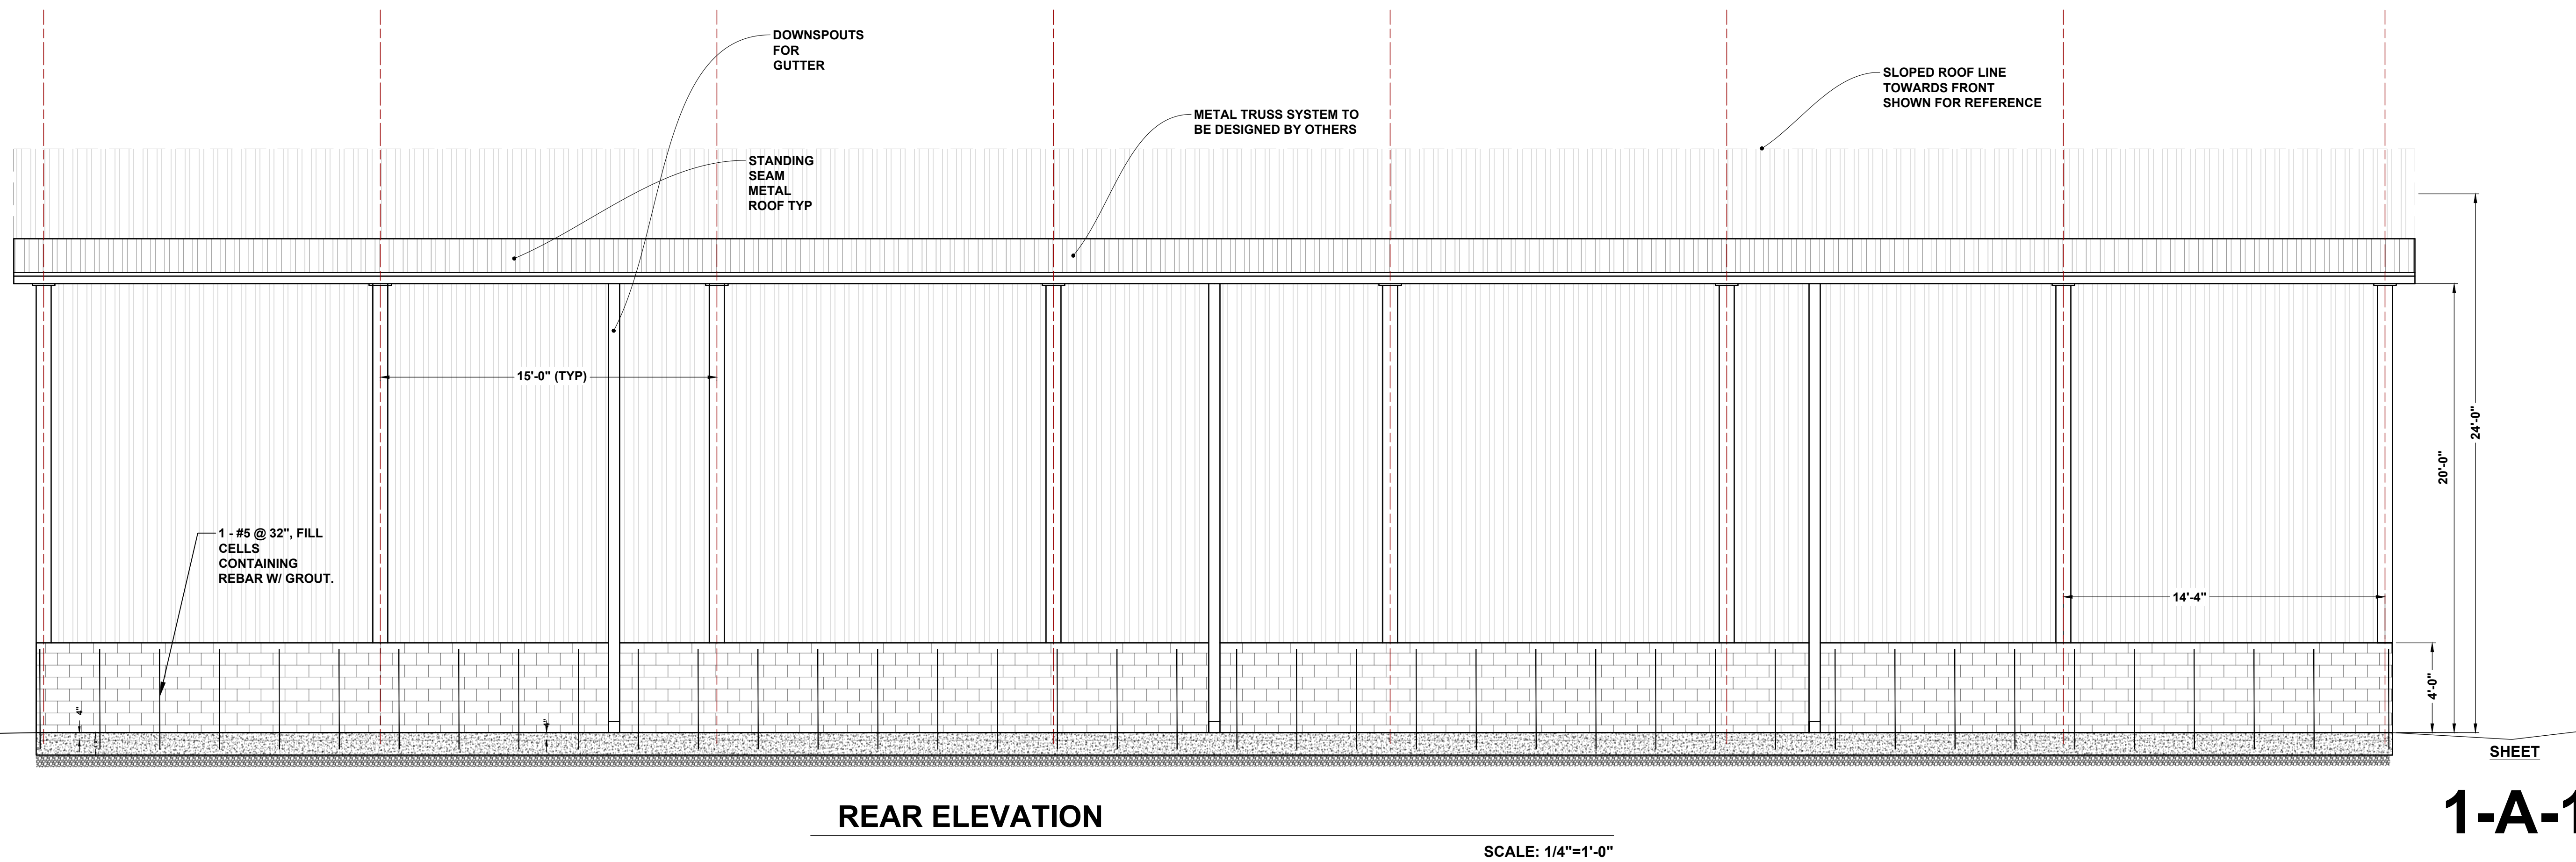 DOWNSPOUTS
FOR
GUTTER
SLOPED ROOF LINE
TOWARDS FRONT
SHOWN FOR REFERENCE
METAL TRUSS SYSTEM TO
BE DESIGNED BY OTHERS
STANDING
SEAM
METAL
ROOF TYP
15'-0" (TYP)
24'-0"
20'-0"
1 - #5 @ 32", FILL
CELLS
CONTAINING
REBAR W/ GROUT.
14'-4"
4'-0"
4"
4"
SHEET
1-A-1
REAR ELEVATION
SCALE: 1/4"=1'-0"